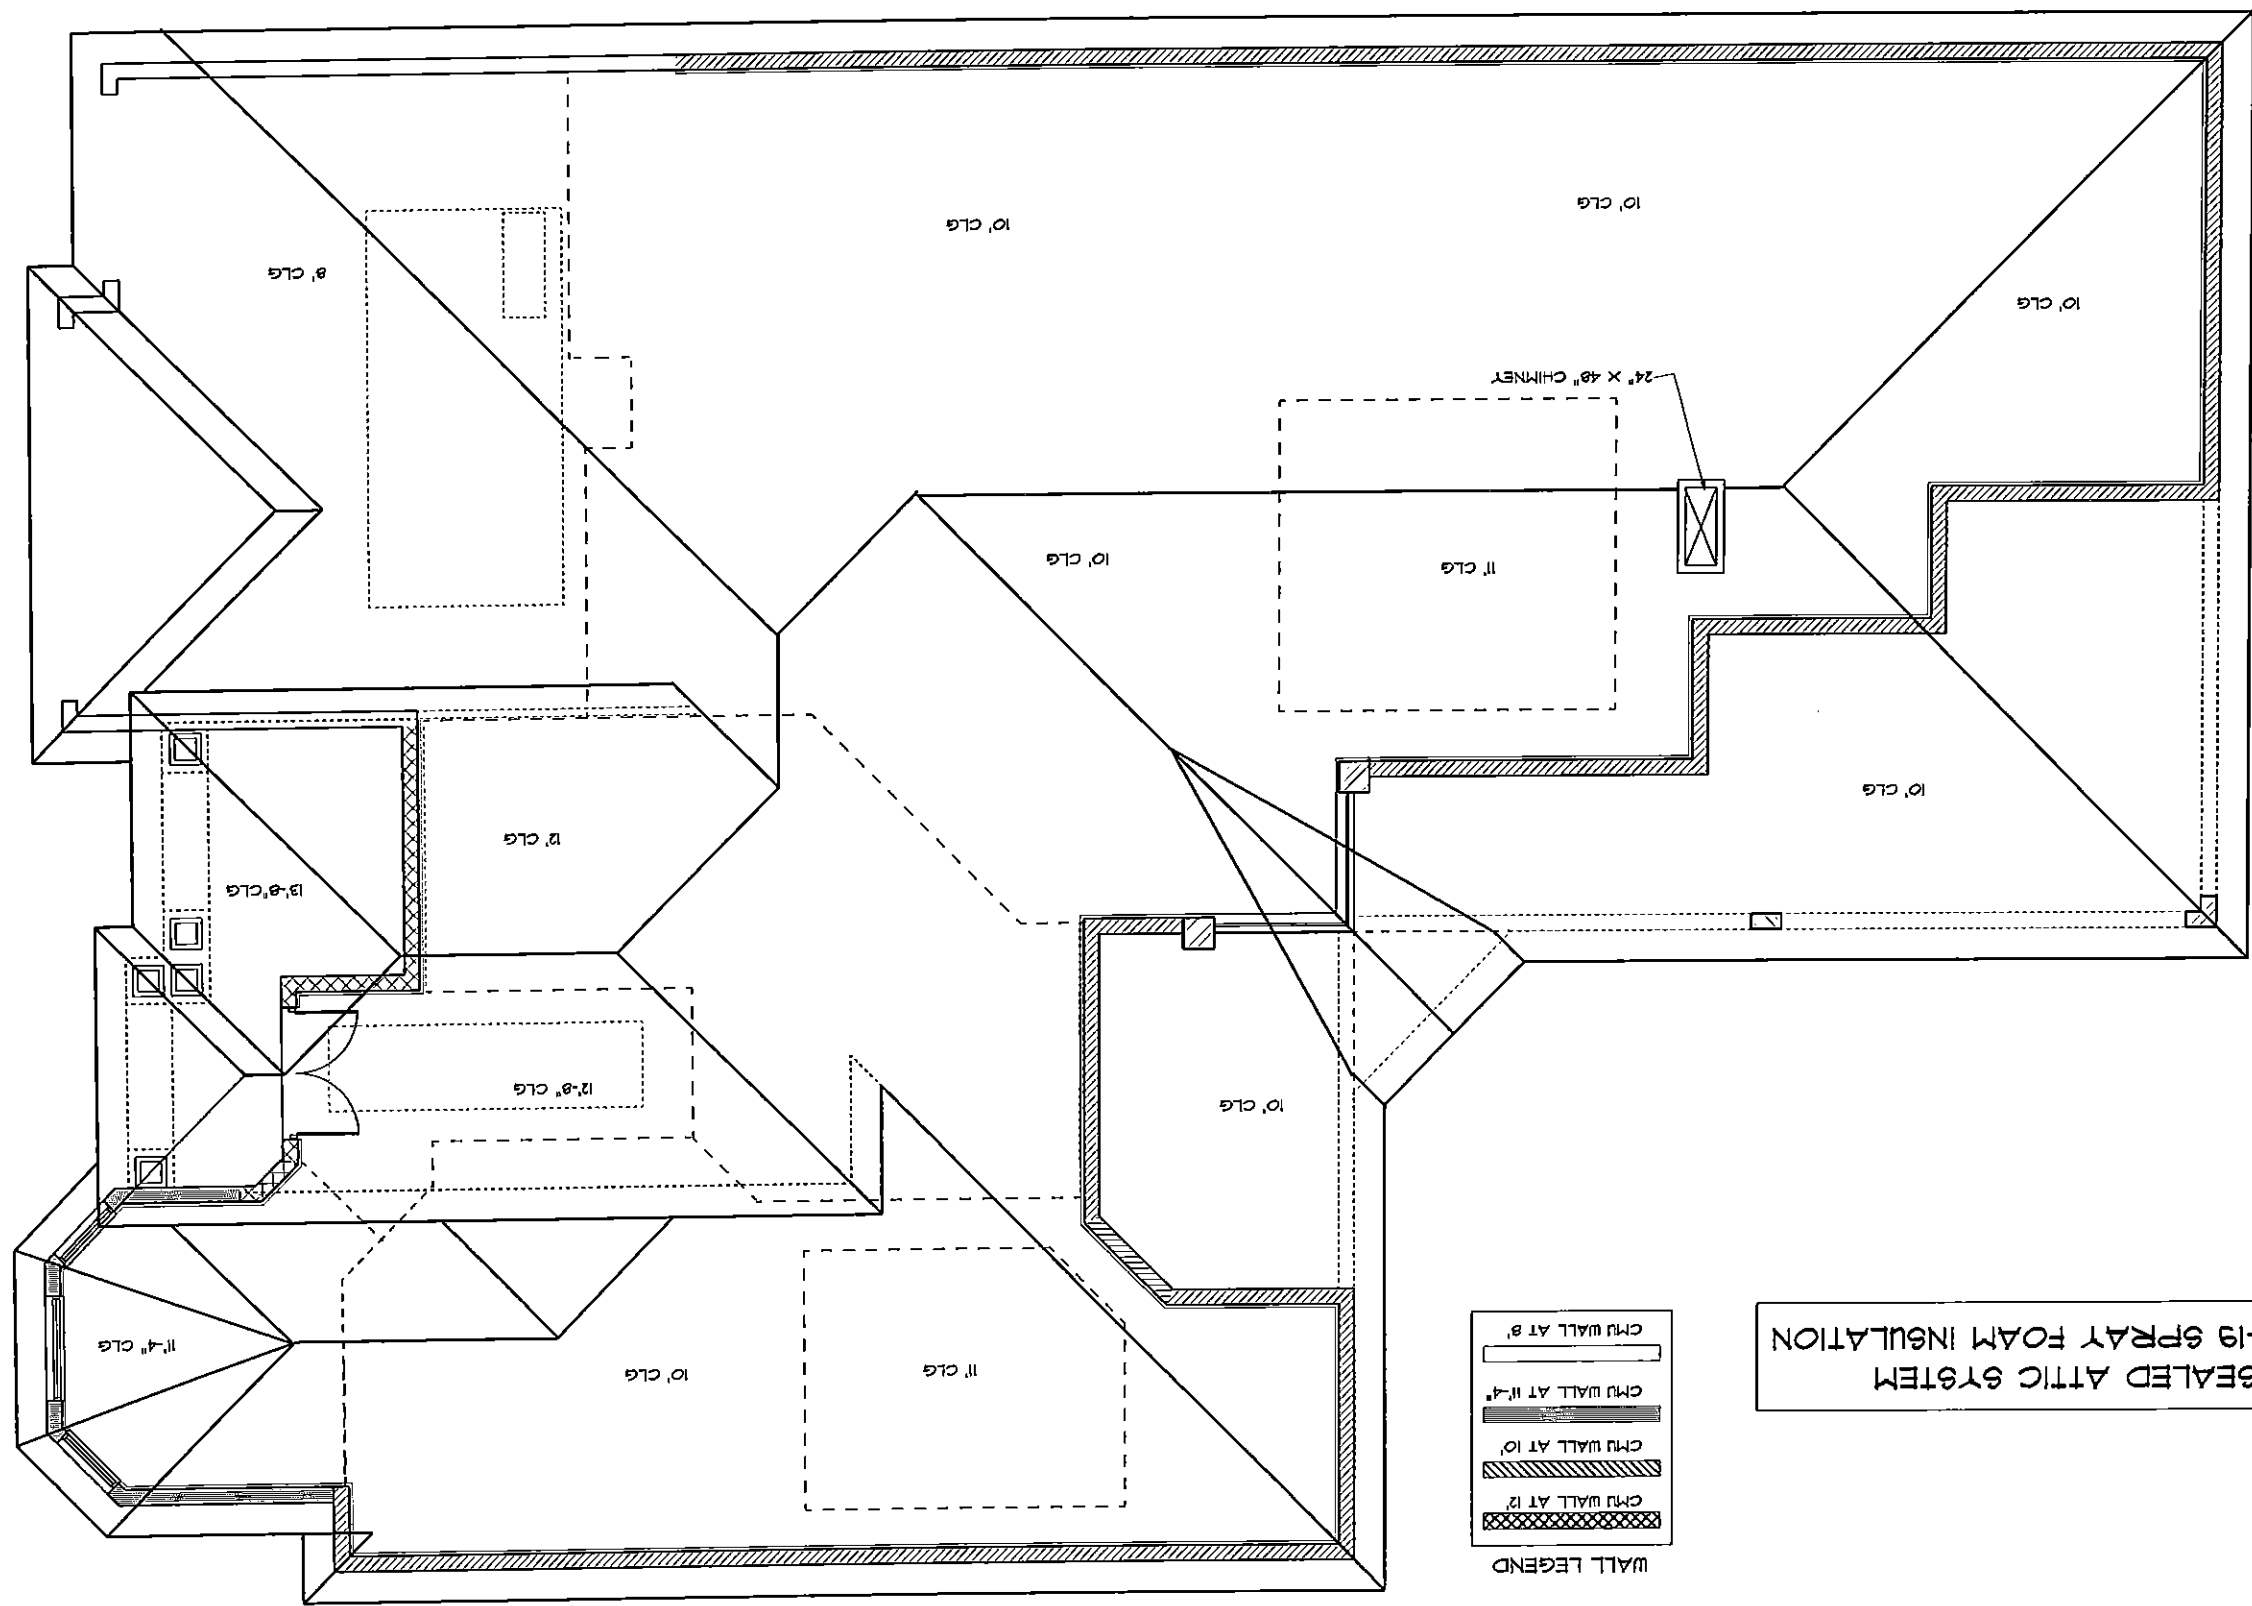 WALL LEGEND
CMU WALL AT 12'
CMU WALL AT 10'
CMU WALL AT 11'-4"
CMU WALL AT 8'
SEALED ATTIC SYSTEM
-19 SPRAY FOAM INSULATION
11' CLG
10' CLG
11'-4" CLG
10' CLG
12'-8" CLG
13'-8" CLG
12' CLG
10' CLG
11' CLG
10' CLG
24" X 48" CHIMNEY
10' CLG
8' CLG
10' CLG
10' CLG